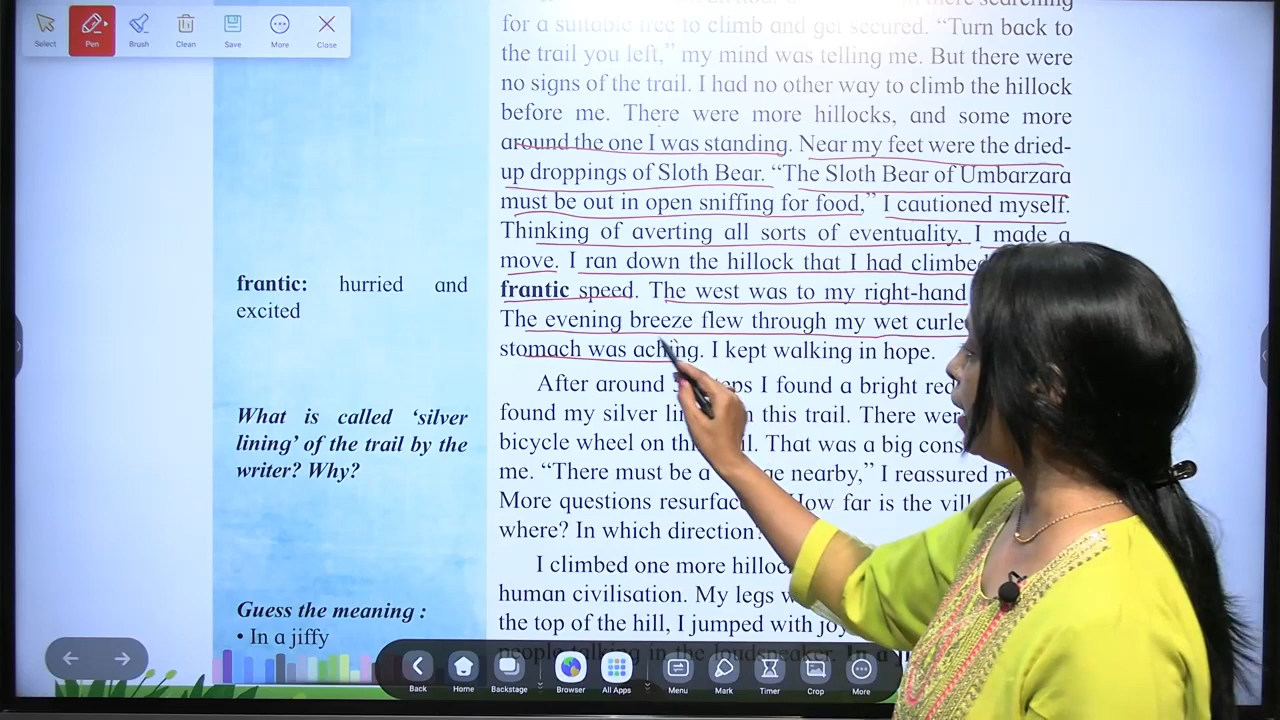 Select Pen Brush Clean Save More Close
searching
for a suitable tree to climb and get secured. “Turn back to
the trail you left,” my mind was telling me. But there were
no signs of the trail. I had no other way to climb the hillock
before me. There were more hillocks, and some more
around the one I was standing. Near my feet were the dried-
up droppings of Sloth Bear. “The Sloth Bear of Umbarzara
must be out in open sniffing for food,” I cautioned myself.
Thinking of averting all sorts of eventuality, I made a
move. I ran down the hillock that I had climbed
frantic speed. The west was to my right-hand
The evening breeze flew through my wet
stomach was aching. I kept walking in hope.
After around I found a bright
found my silver this trail. There
bicycle wheel on That was a big
me. “There must be a nearby,” I reassured
More questions How far is the
where? In which direction?
I climbed one more
human civilisation. My legs
the top of the hill, I jumped with
people talking in the loudspeaker. In a
frantic: hurried and
excited
What is called ‘silver
lining’ of the trail by the
writer? Why?
Guess the meaning :
• In a jiffy
Back Home Backstage Browser All Apps Menu Mark Timer Crop More